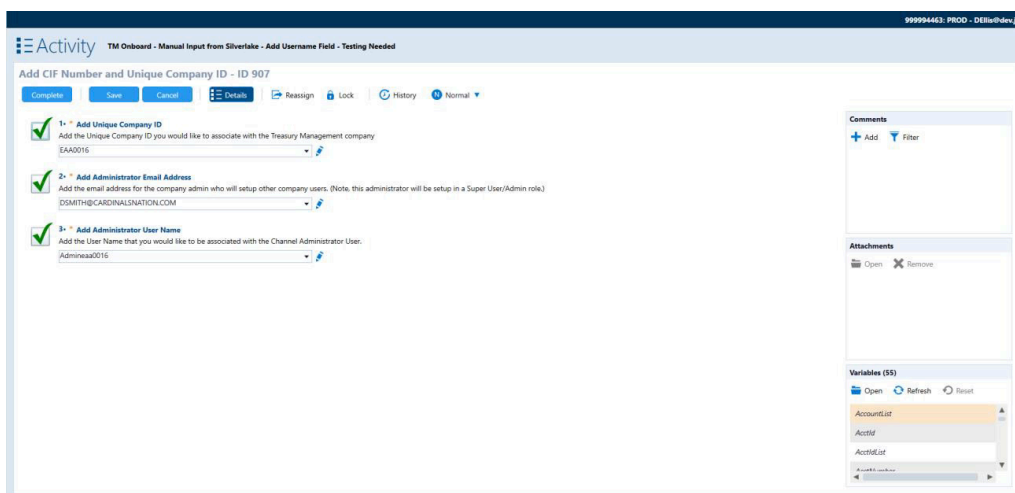 999994463: PROD - DEllis@dev.j
Activity TM Onboard - Manual Input from Silverlake - Add Username Field - Testing Needed
Add CIF Number and Unique Company ID - ID 907
Complete Save Cancel Details Reassign Lock History N Normal ▼
1• * Add Unique Company ID
Add the Unique Company ID you would like to associate with the Treasury Management company
EAA0016
2• * Add Administrator Email Address
Add the email address for the company admin who will setup other company users. (Note, this administrator will be setup in a Super User/Admin role.)
DSMITH@CARDINALSNATION.COM
3• * Add Administrator User Name
Add the User Name that you would like to be associated with the Channel Administrator User.
Admineaa0016
Comments
Add Filter
Attachments
Open Remove
Variables (55)
Open Refresh Reset
AccountList
AcctId
AcctIdList